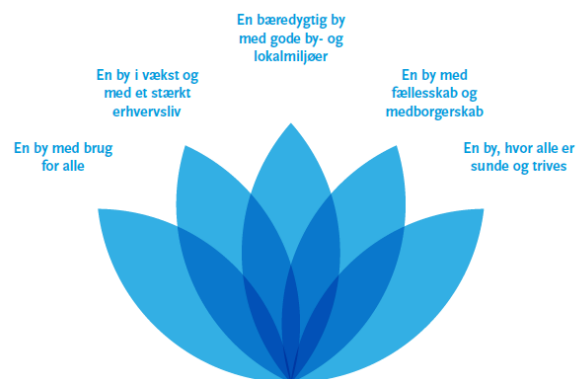 En by med brug
for alle
En by i vækst og
med et stærkt
erhvervsliv
En bæredygtig by
med gode by- og
lokalmiljøer
En by med
fællesskab og
medborgerskab
En by, hvor alle er
sunde og trives